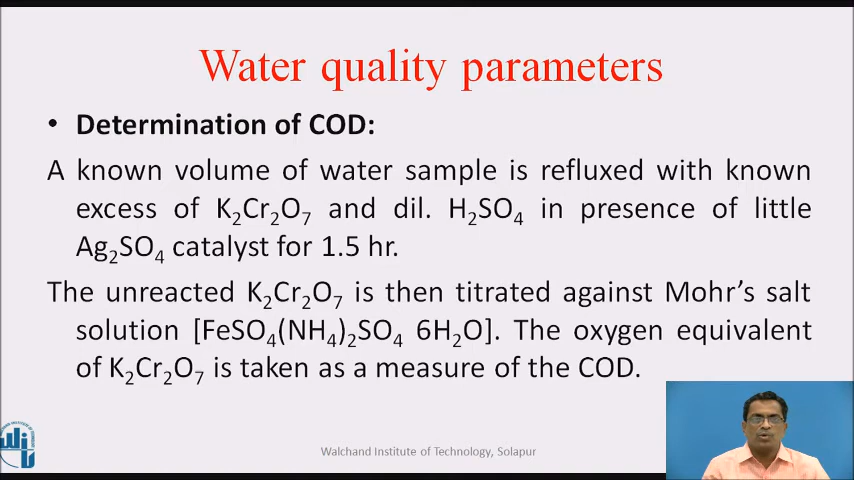 Water quality parameters
• Determination of COD:
A known volume of water sample is refluxed with known
excess of K₂Cr₂O₇ and dil. H₂SO₄ in presence of little
Ag₂SO₄ catalyst for 1.5 hr.
The unreacted K₂Cr₂O₇ is then titrated against Mohr's salt
solution [FeSO₄(NH₄)₂SO₄ 6H₂O]. The oxygen equivalent
of K₂Cr₂O₇ is taken as a measure of the COD.
Walchand Institute of Technology, Solapur